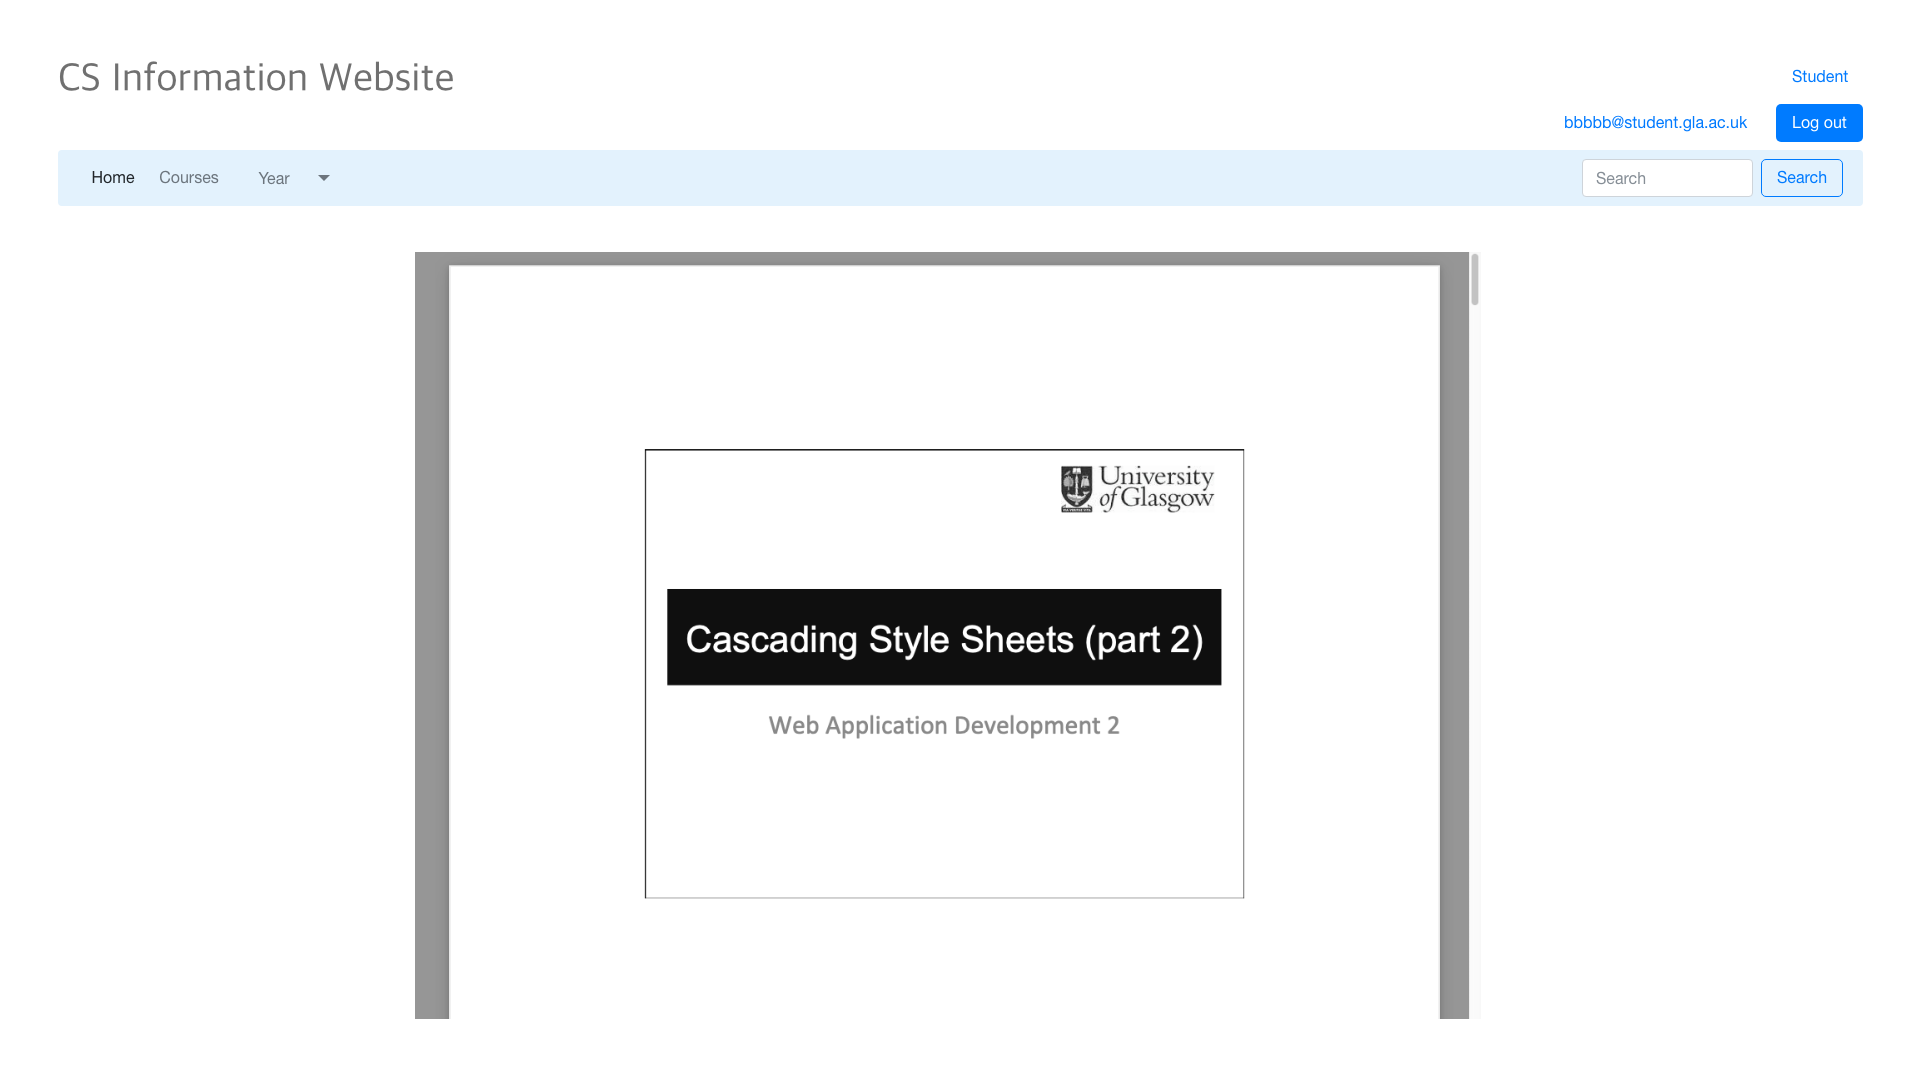 CS Information Website
Student
bbbbb@student.gla.ac.uk
Log out
Home Courses Year Search Search
University
of Glasgow
Cascading Style Sheets (part 2)
Web Application Development 2